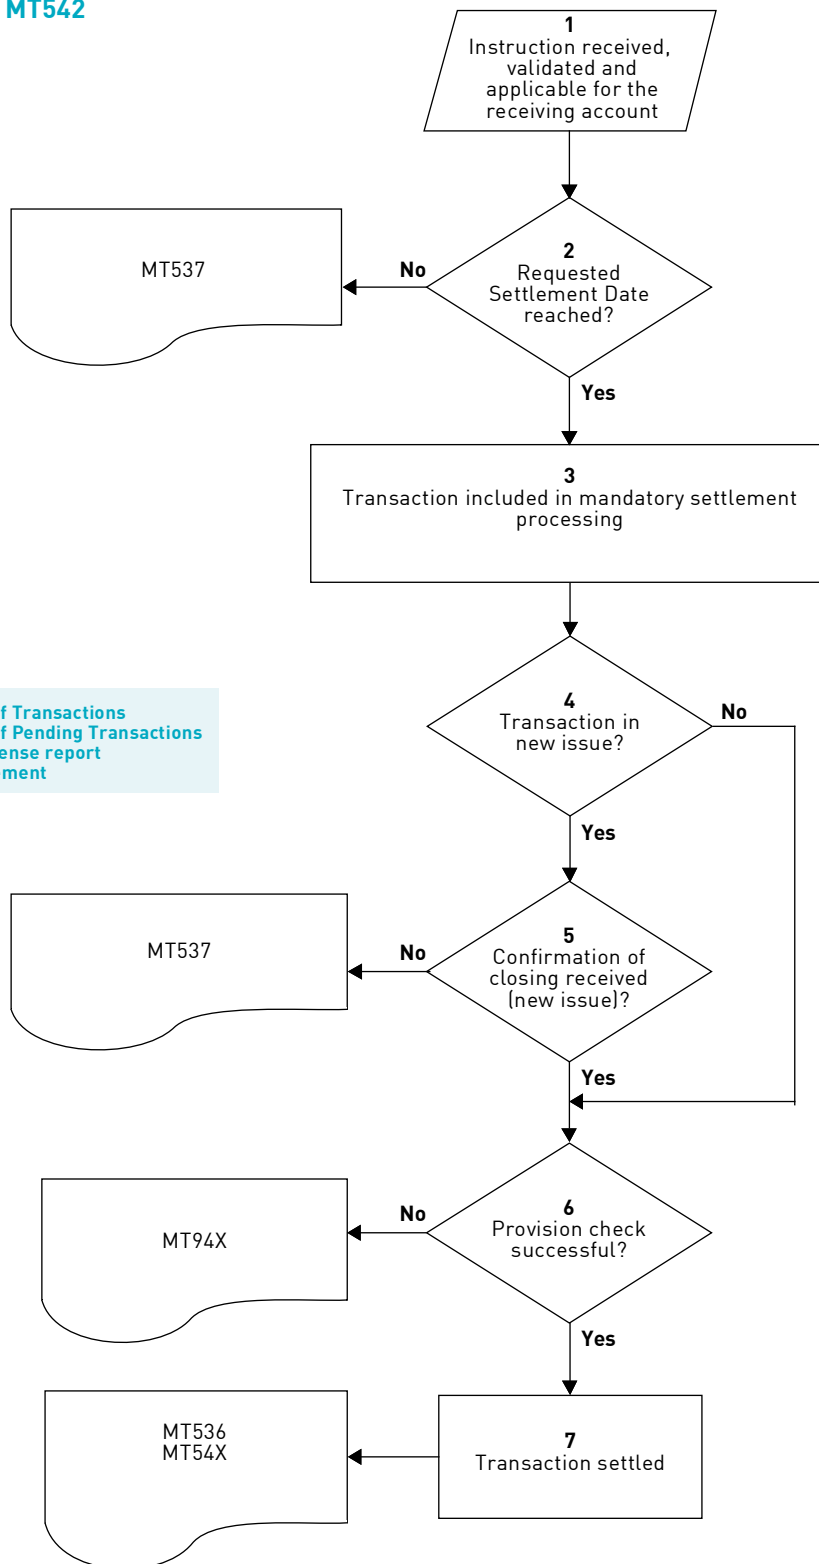 MT542
1
Instruction received,
validated and
applicable for the
receiving account
2
Requested
Settlement Date
reached?
No
MT537
Yes
3
Transaction included in mandatory settlement
processing
f Transactions
f Pending Transactions
ense report
ment
4
Transaction in
new issue?
No
Yes
5
Confirmation of
closing received
(new issue)?
No
MT537
Yes
6
Provision check
successful?
No
MT94X
Yes
7
Transaction settled
MT536
MT54X